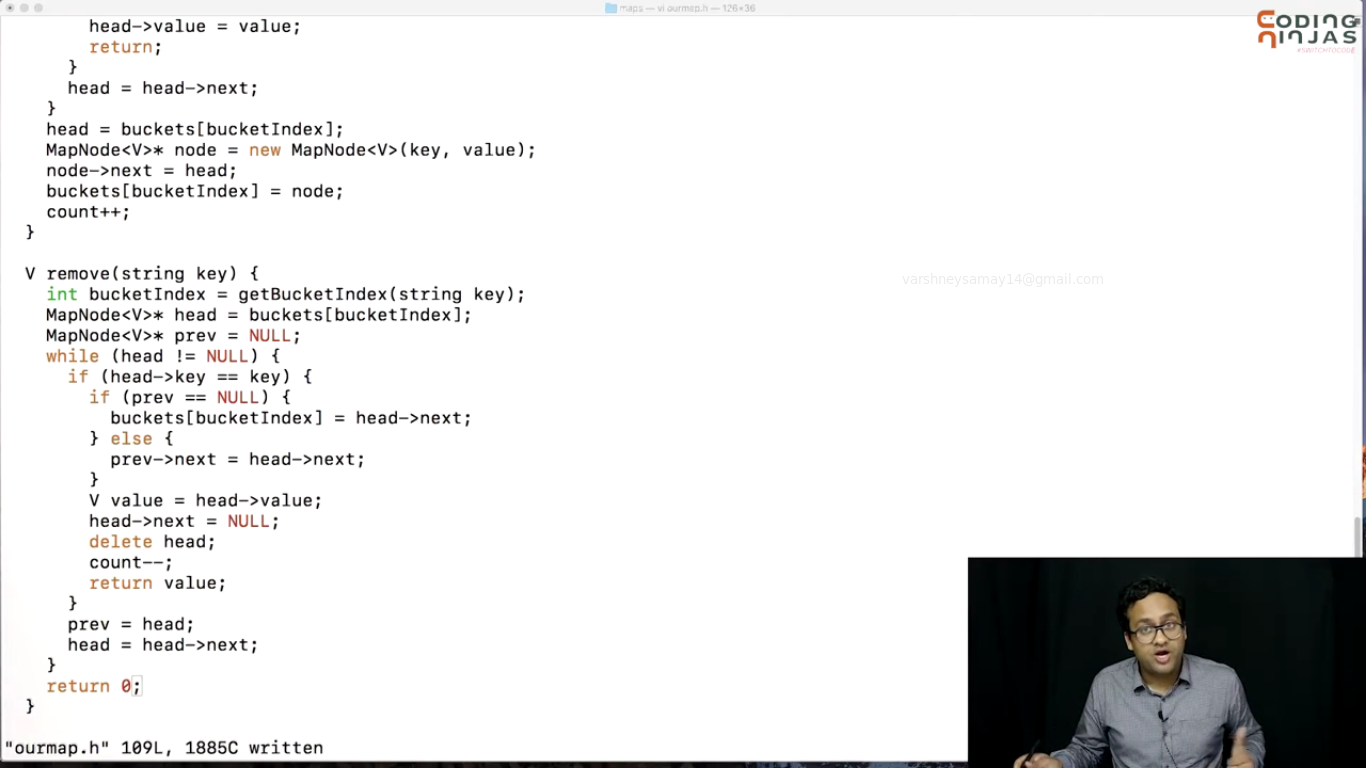 maps — vi ourmap.h — 126×36
CODING
NINJAS
#SWITCHTOCODE
head->value = value;
return;
}
head = head->next;
}
head = buckets[bucketIndex];
MapNode<V>* node = new MapNode<V>(key, value);
node->next = head;
buckets[bucketIndex] = node;
count++;
}
V remove(string key) {
varshneysamay14@gmail.com
int bucketIndex = getBucketIndex(string key);
MapNode<V>* head = buckets[bucketIndex];
MapNode<V>* prev = NULL;
while (head != NULL) {
if (head->key == key) {
if (prev == NULL) {
buckets[bucketIndex] = head->next;
} else {
prev->next = head->next;
}
V value = head->value;
head->next = NULL;
delete head;
count--;
return value;
}
prev = head;
head = head->next;
}
return 0;
}
"ourmap.h" 109L, 1885C written